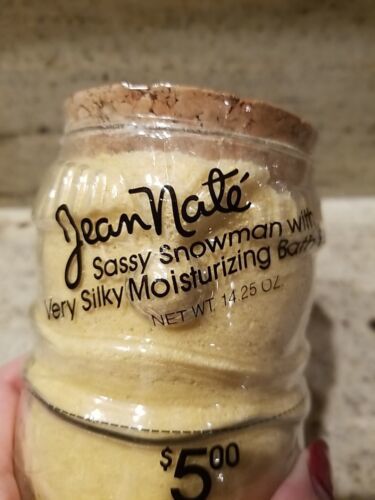 Jean Naté
Sassy Snowman with
Very Silky Moisturizing Bath
NET WT. 14.25 OZ.
$5.00